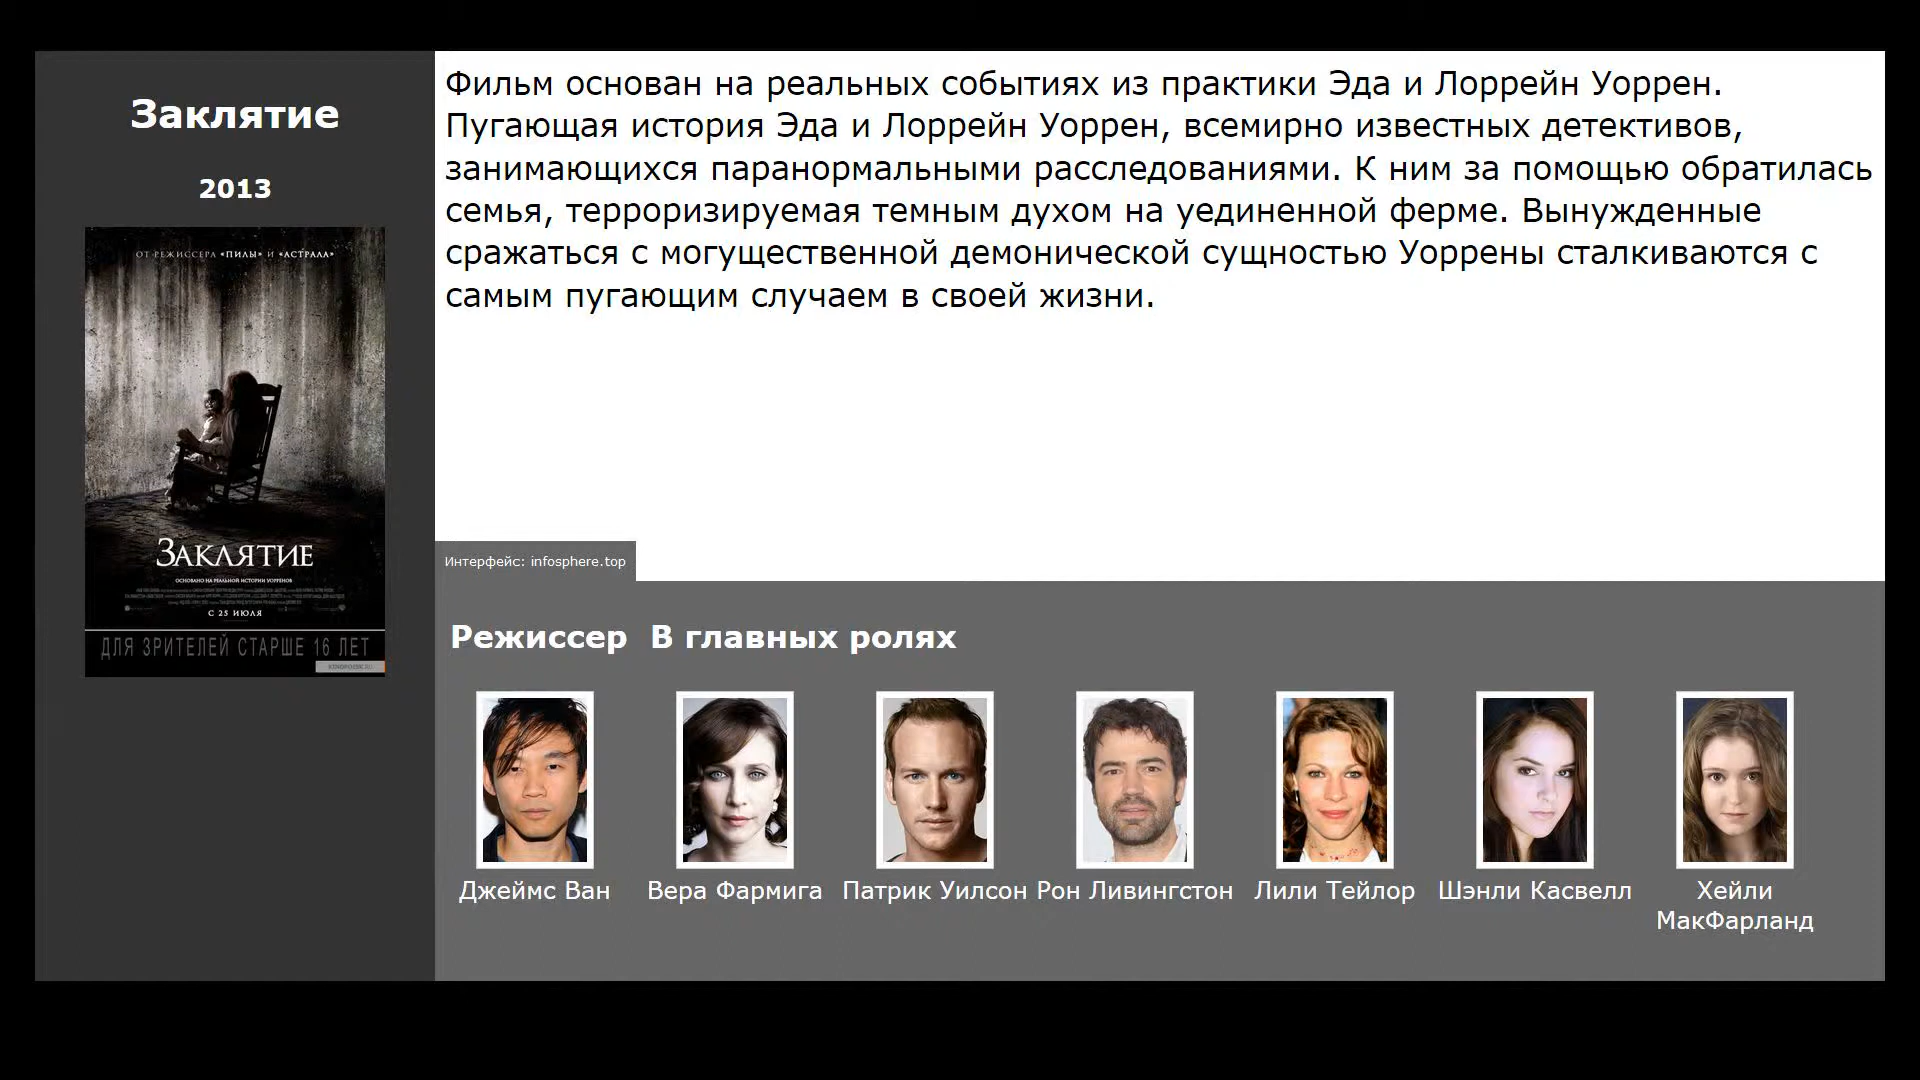 Заклятие
2013
ОТ РЕЖИССЕРА «ПИЛЫ» И «АСТРАЛА»
ЗАКЛЯТИЕ
ОСНОВАНО НА РЕАЛЬНОЙ ИСТОРИИ УОРРЕНОВ
С 25 ИЮЛЯ
ДЛЯ ЗРИТЕЛЕЙ СТАРШЕ 16 ЛЕТ
Фильм основан на реальных событиях из практики Эда и Лоррейн Уоррен.
Пугающая история Эда и Лоррейн Уоррен, всемирно известных детективов,
занимающихся паранормальными расследованиями. К ним за помощью обратилась
семья, терроризируемая темным духом на уединенной ферме. Вынужденные
сражаться с могущественной демонической сущностью Уоррены сталкиваются с
самым пугающим случаем в своей жизни.
Интерфейс: infosphere.top
Режиссер В главных ролях
Джеймс Ван Вера Фармига Патрик Уилсон Рон Ливингстон Лили Тейлор Шэнли Касвелл Хейли
МакФарланд